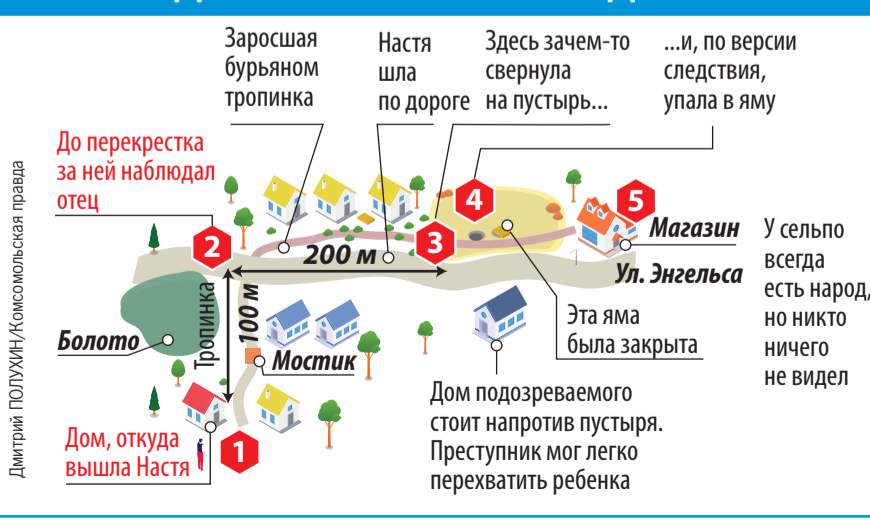 Заросшая
бурьяном
тропинка
Настя
шла
по дороге
Здесь зачем-то
свернула
на пустырь...
...и, по версии
следствия,
упала в яму
До перекрестка
за ней наблюдал
отец
2
3
4
5
200 м
Магазин
Ул. Энгельса
У сельпо
всегда
есть народ,
но никто
ничего
не видел
Болото
Тропинка
100 м
Мостик
Эта яма
была закрыта
Дом, откуда
вышла Настя
1
Дом подозреваемого
стоит напротив пустыря.
Преступник мог легко
перехватить ребенка
Дмитрий ПОЛУХИН/Комсомольская правда